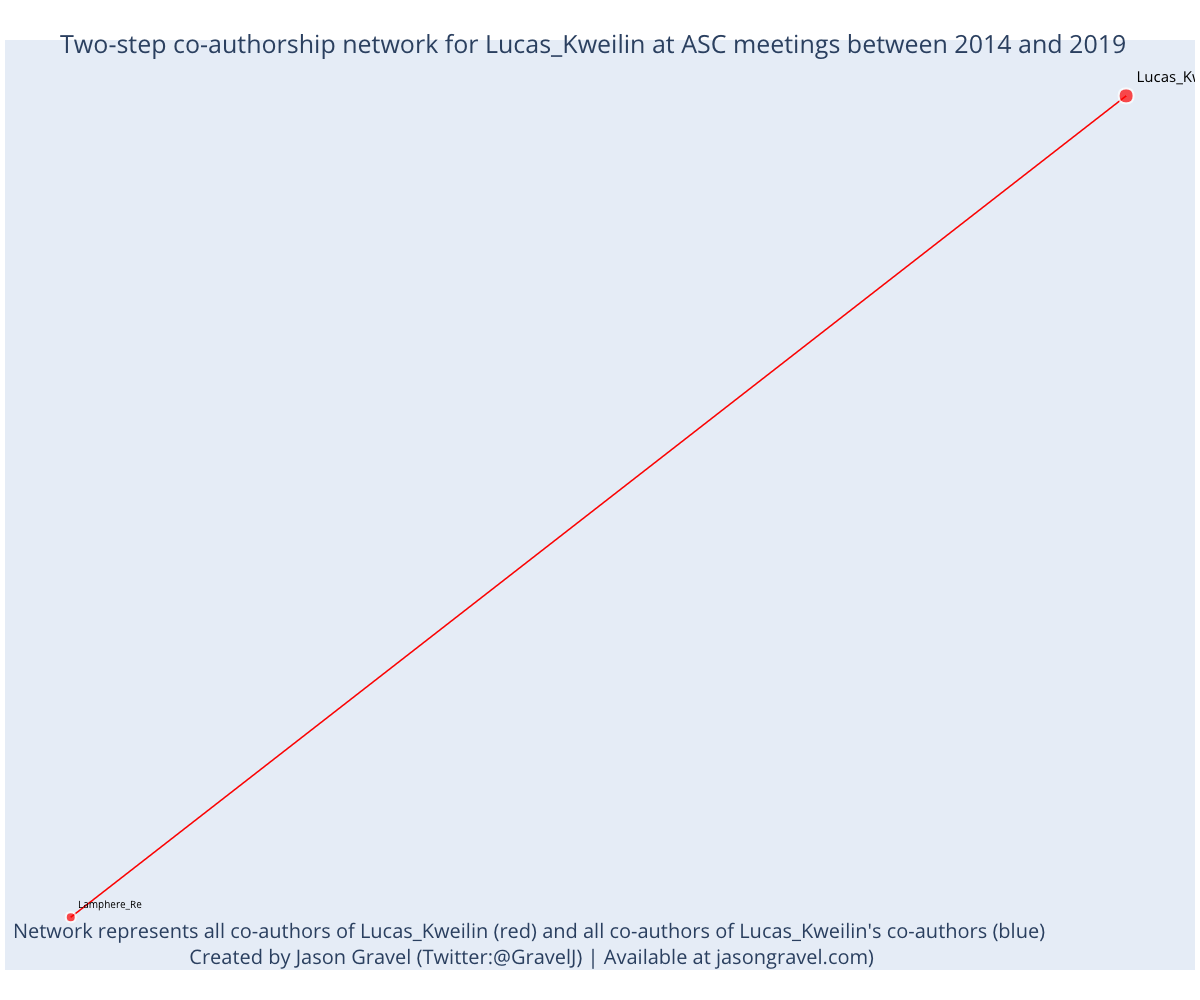 Two-step co-authorship network for Lucas_Kweilin at ASC meetings between 2014 and 2019
Lucas_Kw
Lamphere_Re
Network represents all co-authors of Lucas_Kweilin (red) and all co-authors of Lucas_Kweilin's co-authors (blue)
Created by Jason Gravel (Twitter:@GravelJ) | Available at jasongravel.com)